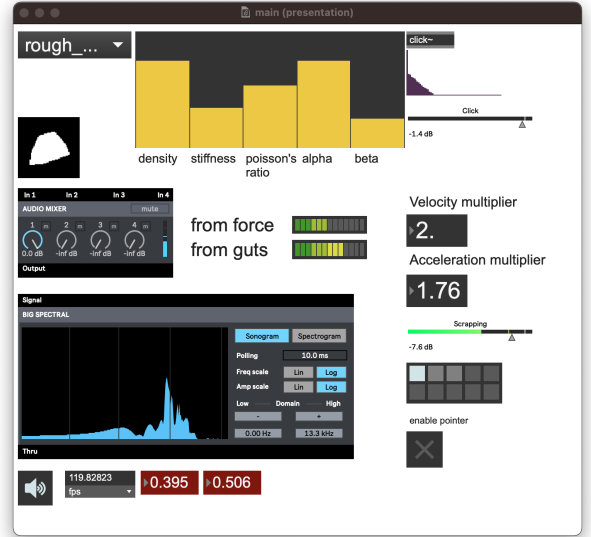 main (presentation)
rough_...
click~
Click
-1.4 dB
density
stiffness
poisson's
ratio
alpha
beta
In 1
In 2
In 3
In 4
AUDIO MIXER
mute
1 m
2 m
3 m
4 m
0.0 dB
-inf dB
-inf dB
-inf dB
Output
from force
from guts
Velocity multiplier
2.
Acceleration multiplier
1.76
Scrapping
-7.6 dB
Signal
BIG SPECTRAL
Sonogram
Spectrogram
Polling
10.0 ms
Freq scale
Lin
Log
Amp scale
Lin
Log
Low
Domain
High
-
+
0.00 Hz
13.3 kHz
Thru
enable pointer
119.82823
fps
0.395
0.506